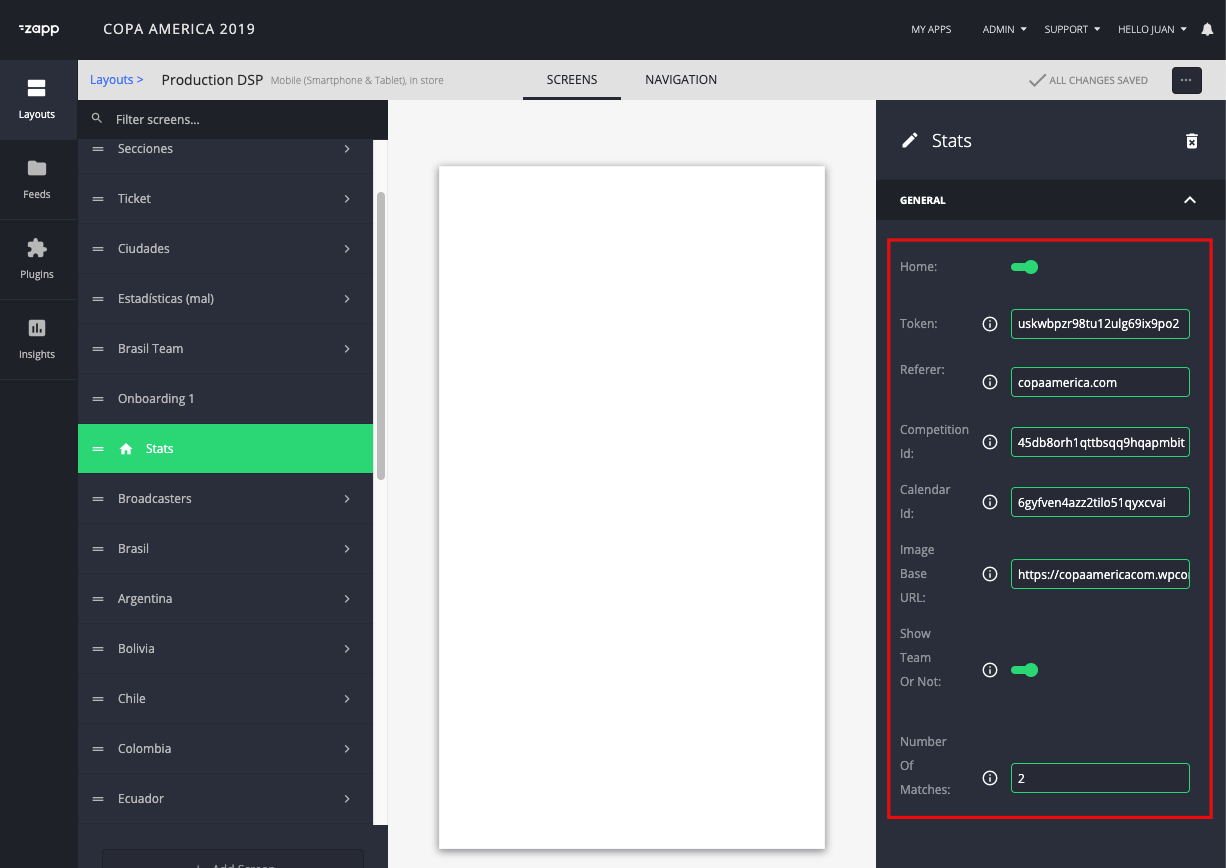 zapp
COPA AMERICA 2019
MY APPS
ADMIN
SUPPORT
HELLO JUAN
Layouts >
Production DSP
Mobile (Smartphone & Tablet), in store
SCREENS
NAVIGATION
ALL CHANGES SAVED
Layouts
Feeds
Plugins
Insights
Filter screens...
Secciones
Ticket
Ciudades
Estadísticas (mal)
Brasil Team
Onboarding 1
Stats
Broadcasters
Brasil
Argentina
Bolivia
Chile
Colombia
Ecuador
+ Add Screen
Stats
GENERAL
Home:
Token:
uskwbpzr98tu12ulg69ix9po2
Referer:
copaamerica.com
Competition
Id:
45db8orh1qttbsqq9hqapmbit
Calendar
Id:
6gyfven4azz2tilo51qyxcvai
Image
Base
URL:
https://copaamericacom.wpco
Show
Team
Or Not:
Number
Of
Matches:
2